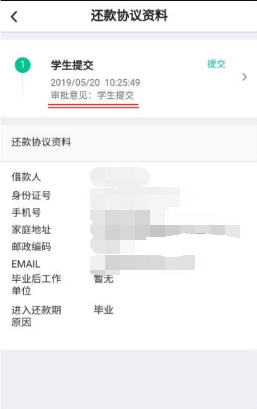 还款协议资料
1
学生提交
提交
2019/05/20 10:25:49
审批意见：学生提交
还款协议资料
借款人
身份证号
手机号
家庭地址
邮政编码
EMAIL
毕业后工作 暂无
单位
进入还款期 毕业
原因